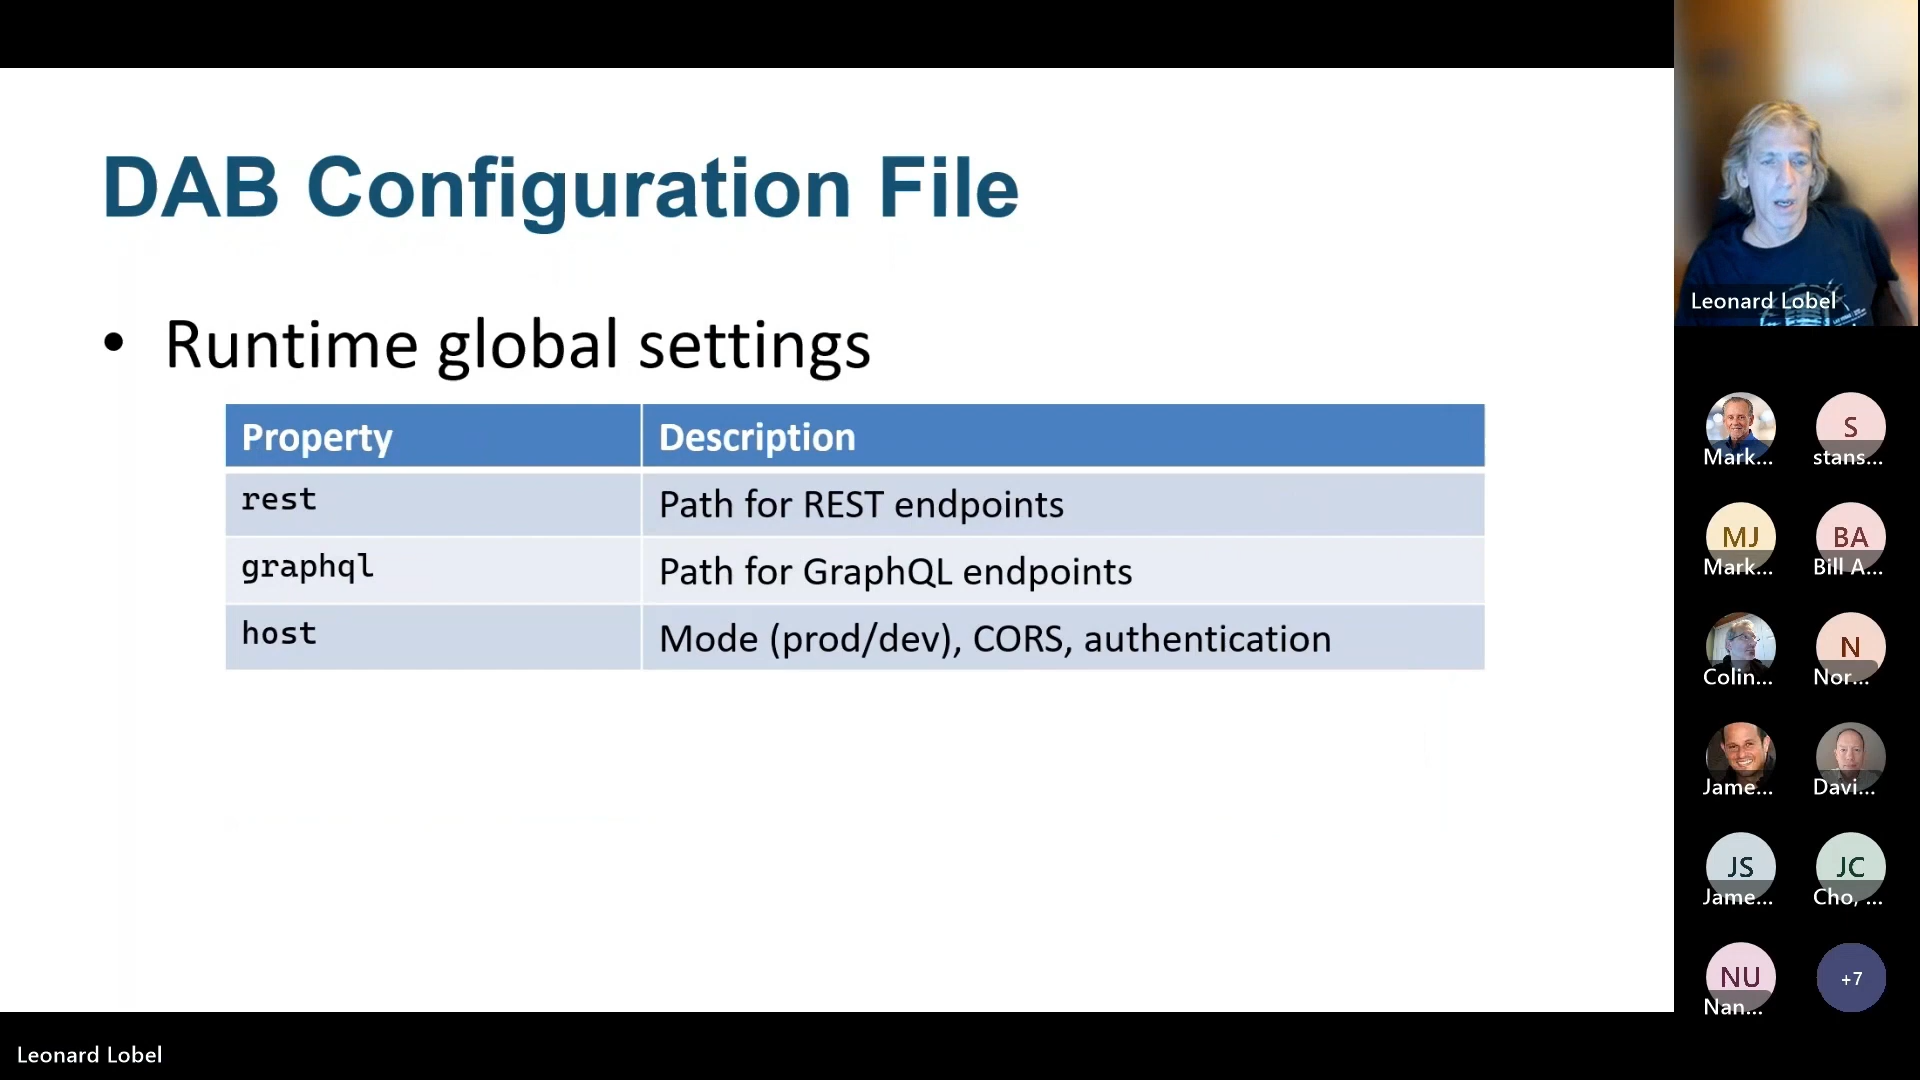 DAB Configuration File
• Runtime global settings
Property Description
rest Path for REST endpoints
graphql Path for GraphQL endpoints
host Mode (prod/dev), CORS, authentication
Leonard Lobel
Mark...
S
stans...
MJ
Mark...
BA
Bill A...
Colin...
N
Nor...
Jame...
Davi...
JS
Jame...
JC
Cho, ...
NU
Nan...
+7
Leonard Lobel